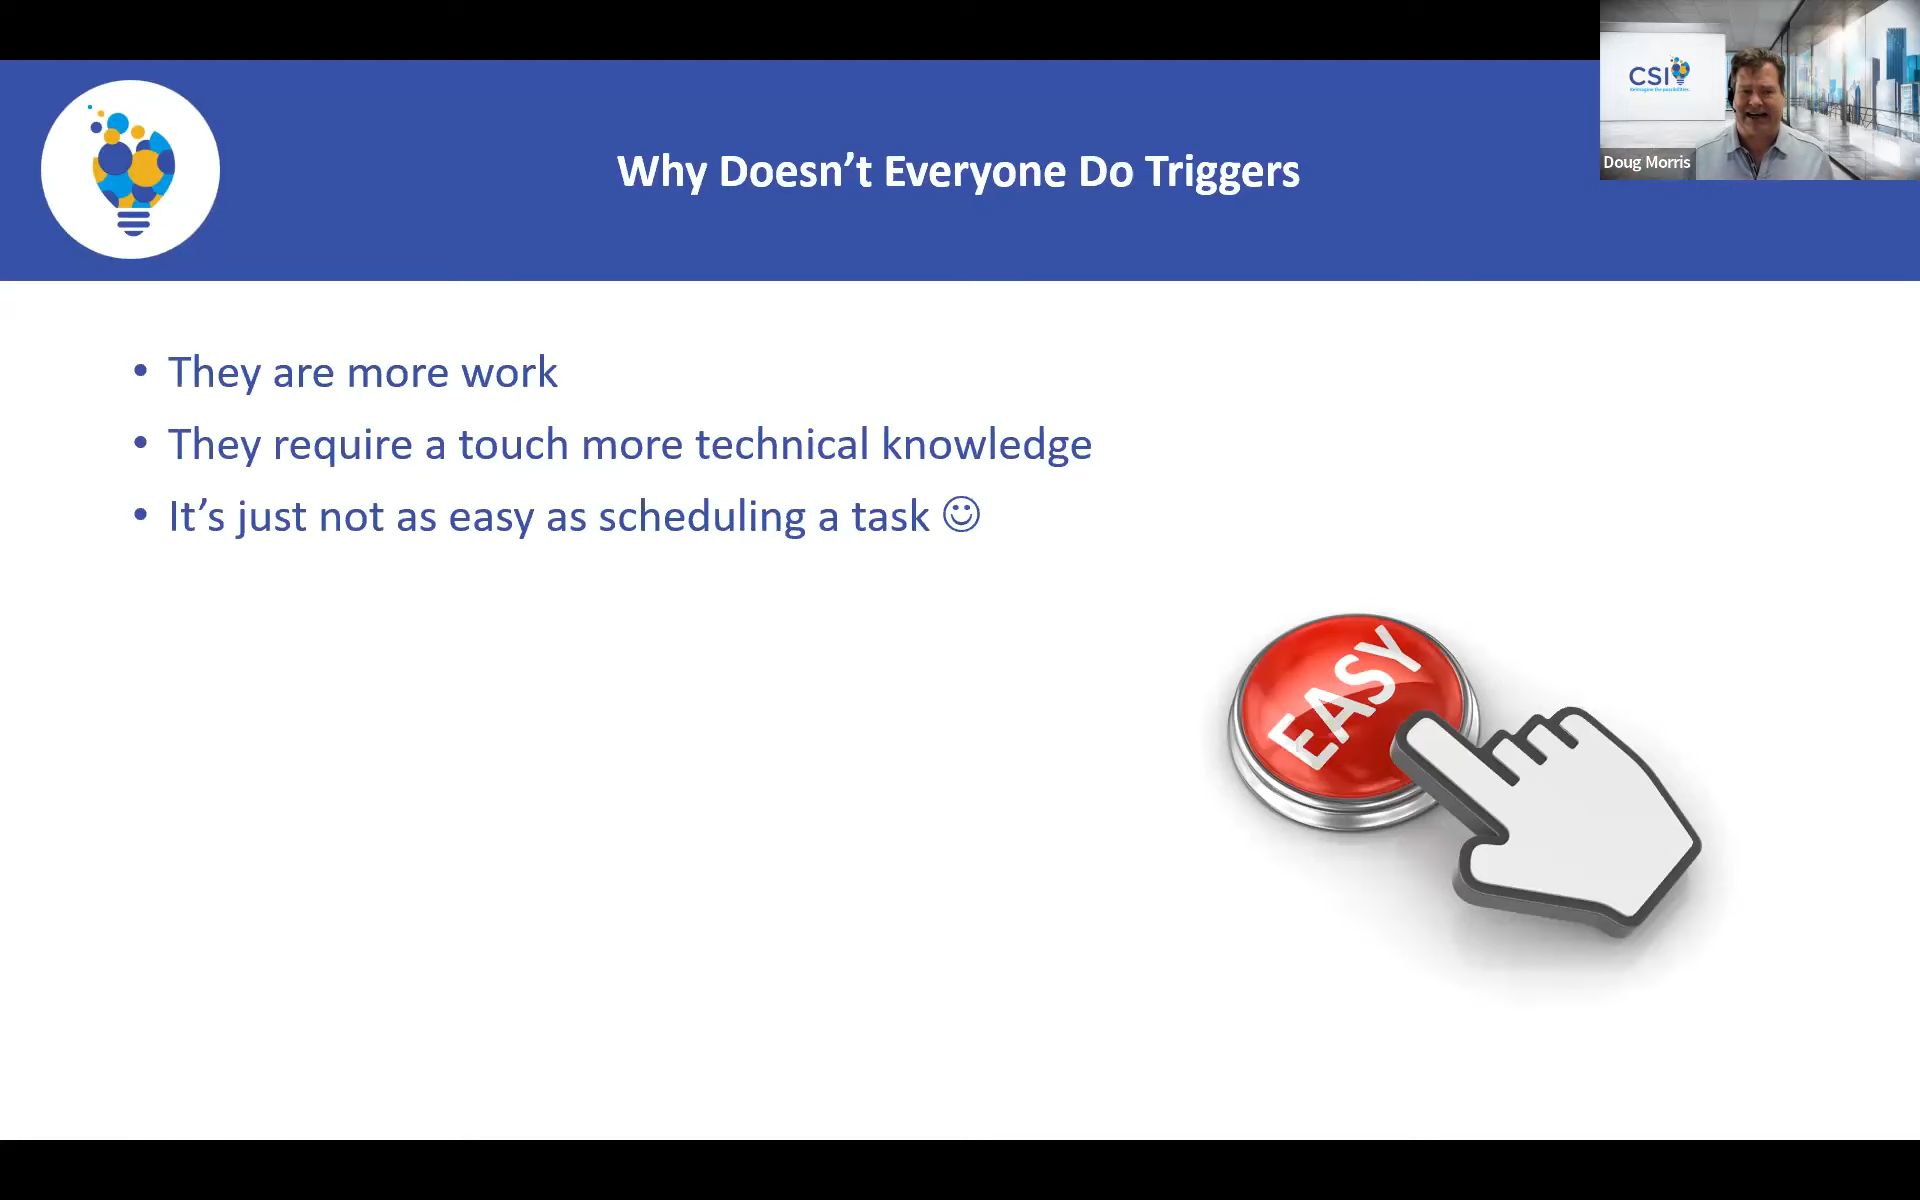 Why Doesn’t Everyone Do Triggers
CSI
Doug Morris
• They are more work
• They require a touch more technical knowledge
• It’s just not as easy as scheduling a task ☺
EASY